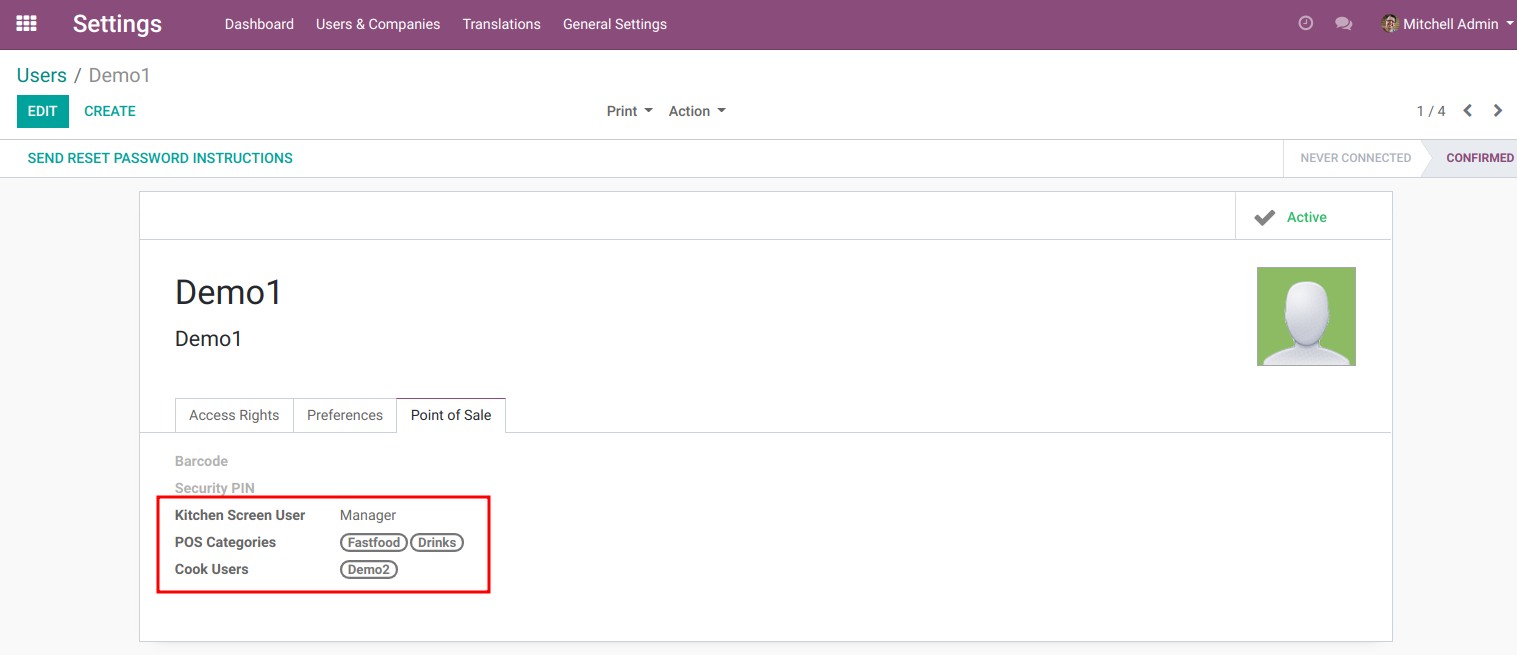 Settings Dashboard Users & Companies Translations General Settings Mitchell Admin
Users / Demo1
EDIT CREATE Print Action 1 / 4
SEND RESET PASSWORD INSTRUCTIONS NEVER CONNECTED CONFIRMED
Active
Demo1
Demo1
Access Rights Preferences Point of Sale
Barcode
Security PIN
Kitchen Screen User Manager
POS Categories Fastfood Drinks
Cook Users Demo2